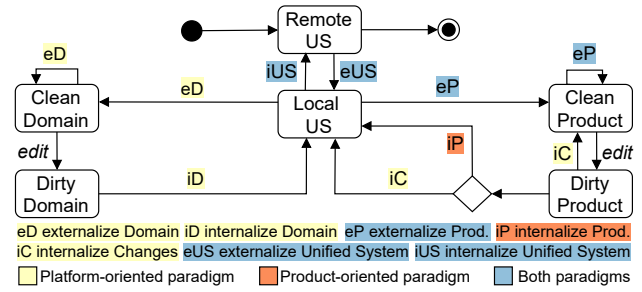 Remote
US
eD
iUS
eUS
eP
Clean
Domain
eD
Local
US
eP
Clean
Product
edit
iP
iC
edit
Dirty
Domain
iD
iC
Dirty
Product
eD externalize Domain iD internalize Domain eP externalize Prod. iP internalize Prod.
iC internalize Changes eUS externalize Unified System iUS internalize Unified System
Platform-oriented paradigm Product-oriented paradigm Both paradigms